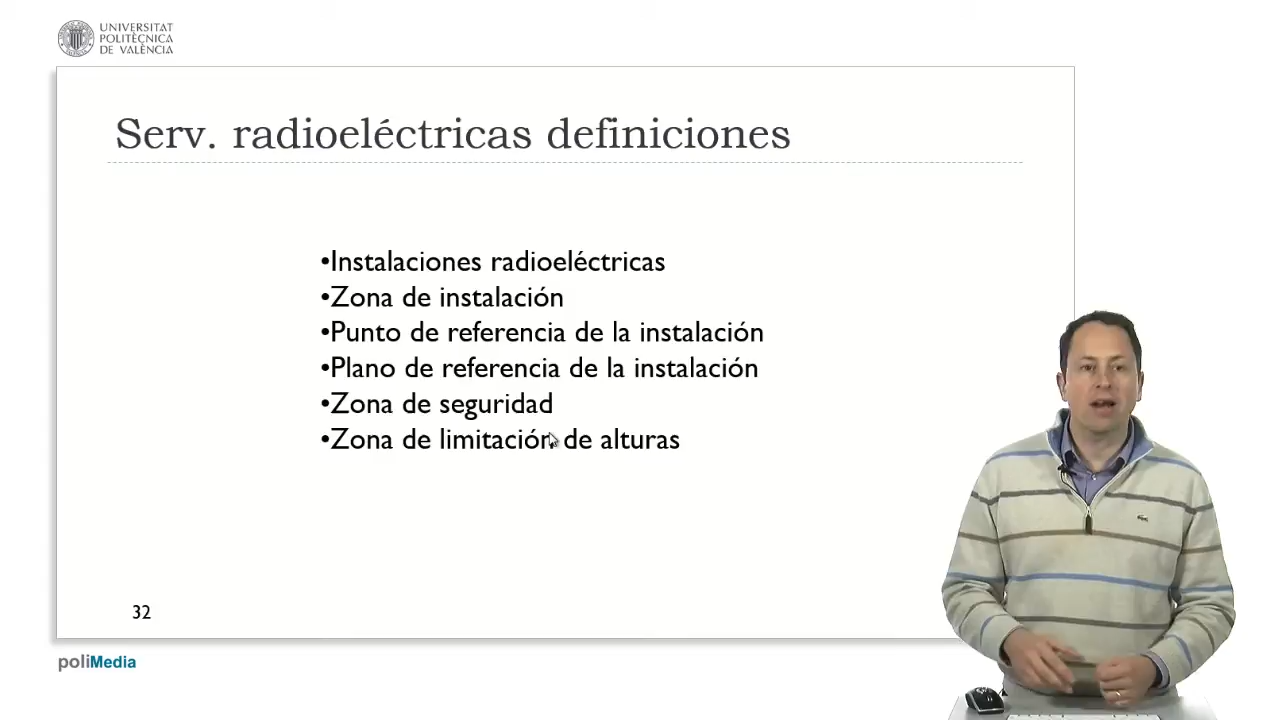 UNIVERSITAT
POLITÈCNICA
DE VALÈNCIA
Serv. radioeléctricas definiciones
•Instalaciones radioeléctricas
•Zona de instalación
•Punto de referencia de la instalación
•Plano de referencia de la instalación
•Zona de seguridad
•Zona de limitación de alturas
32
poliMedia